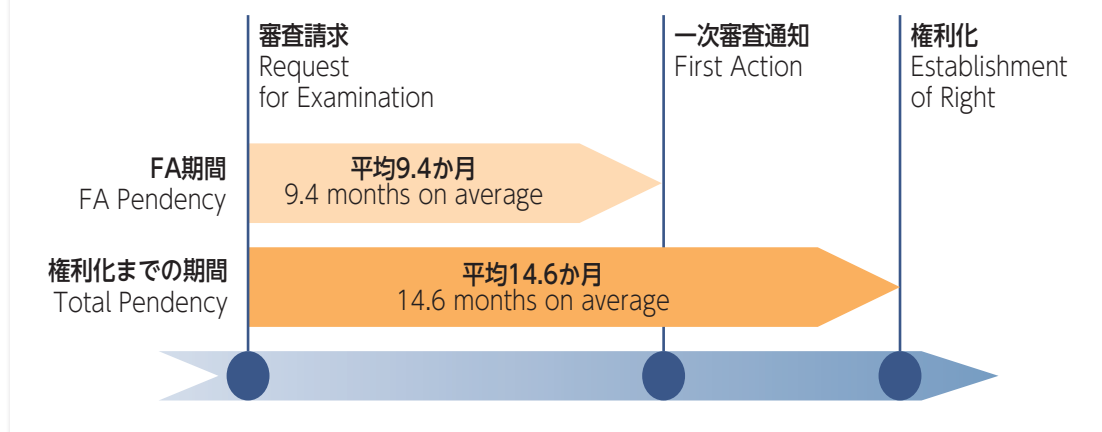 審査請求
Request
for Examination
一次審査通知
First Action
権利化
Establishment
of Right
FA期間
FA Pendency
平均9.4か月
9.4 months on average
権利化までの期間
Total Pendency
平均14.6か月
14.6 months on average